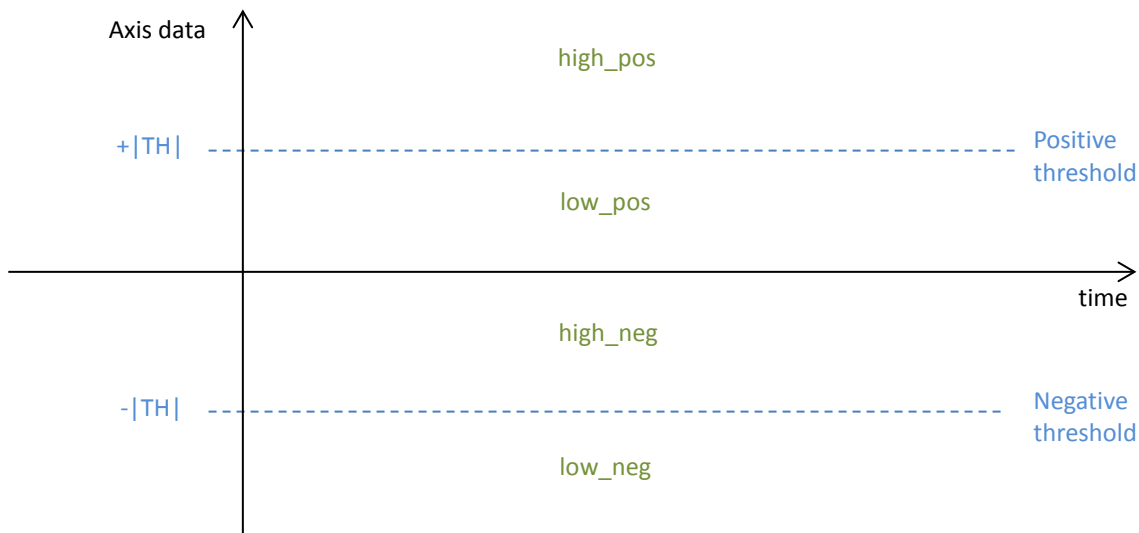 Axis data
high_pos
+|TH|
Positive
threshold
low_pos
time
high_neg
-|TH|
Negative
threshold
low_neg